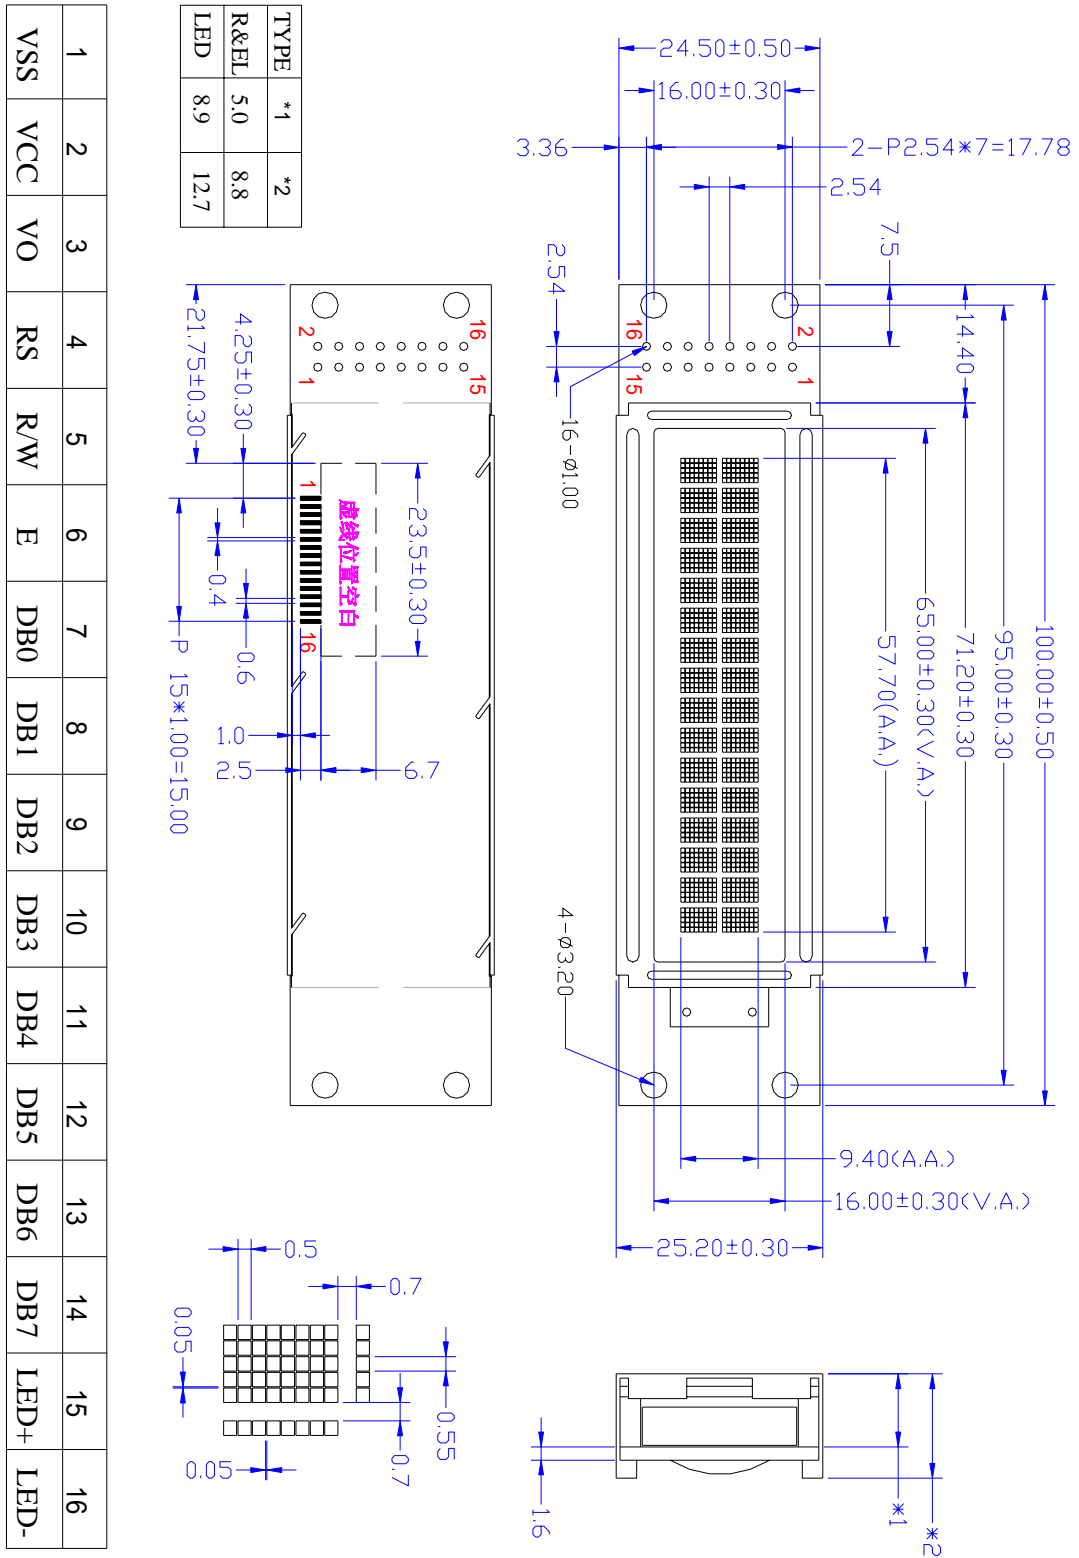 1 2 3 4 5 6 7 8 9 10 11 12 13 14 15 16
VSS VCC VO RS R/W E DB0 DB1 DB2 DB3 DB4 DB5 DB6 DB7 LED+ LED-
TYPE *1 *2
R&EL 5.0 8.8
LED 8.9 12.7
24.50±0.50
16.00±0.30
3.36
2-P2.54*7=17.78
2.54
7.5
2.54
14.40
16
2
15
1
16-Ø1.00
100.00±0.50
95.00±0.30
71.20±0.30
65.00±0.30(V.A.)
57.70(A.A.)
4-Ø3.20
9.40(A.A.)
16.00±0.30(V.A.)
25.20±0.30
2
16
1
15
21.75±0.30
4.25±0.30
1
虚线位置空白
23.5±0.30
16
0.4
0.6
P 15*1.00=15.00
1.0
2.5
6.7
0.5
0.7
0.05
0.55
0.7
0.05
1.6
*1
*2